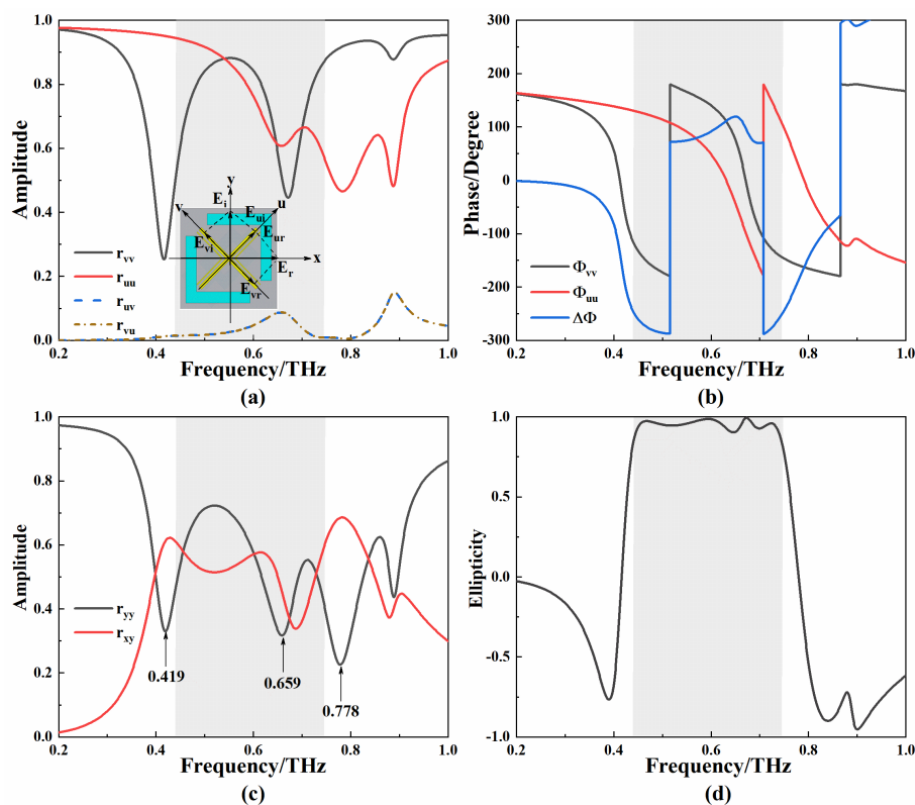 1.0
0.8
0.6
0.4
0.2
0.0
Amplitude
r_vv
r_uu
r_uv
r_vu
y
v
E_i
E_ui
u
E_vi
E_ur
x
E_r
E_vr
0.2 0.4 0.6 0.8 1.0
Frequency/THz
(a)
300
200
100
0
-100
-200
-300
Phase/Degree
Φ_vv
Φ_uu
ΔΦ
0.2 0.4 0.6 0.8 1.0
Frequency/THz
(b)
1.0
0.8
0.6
0.4
0.2
0.0
Amplitude
r_yy
r_xy
0.419
0.659
0.778
0.2 0.4 0.6 0.8 1.0
Frequency/THz
(c)
1.0
0.5
0.0
-0.5
-1.0
Ellipticity
0.2 0.4 0.6 0.8 1.0
Frequency/THz
(d)